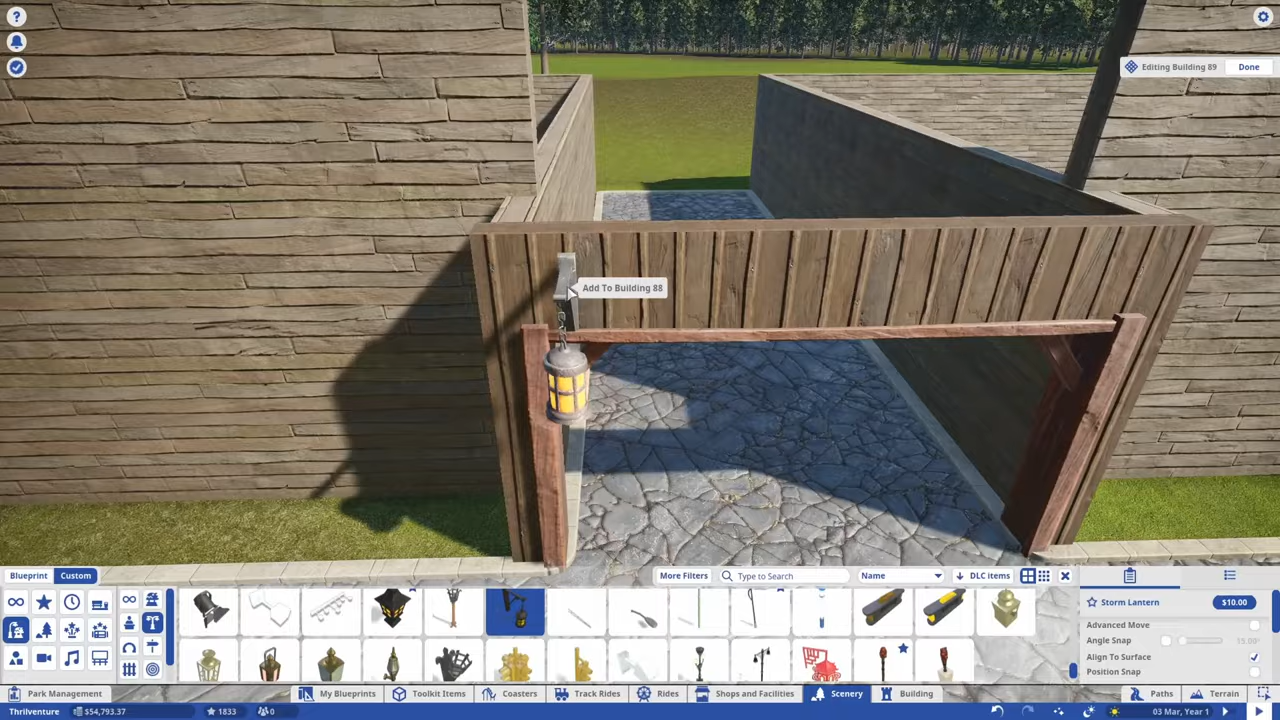 Editing Building 89
Done
Add To Building 88
Blueprint
Custom
More Filters
Type to Search
Name
DLC items
Storm Lantern
$10.00
Advanced Move
Angle Snap
15.00°
Align To Surface
Position Snap
Park Management
My Blueprints
Toolkit Items
Coasters
Track Rides
Rides
Shops and Facilities
Scenery
Building
Paths
Terrain
Thrilventure
$54,793.37
1833
0
03 Mar, Year 1